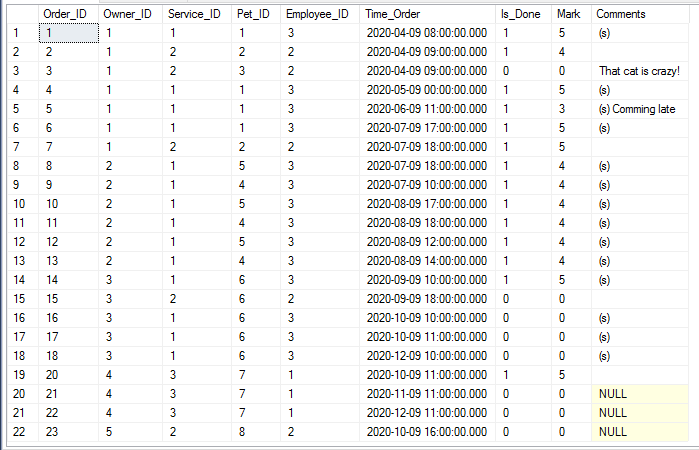 Order_ID Owner_ID Service_ID Pet_ID Employee_ID Time_Order Is_Done Mark Comments
1 1 1 1 1 3 2020-04-09 08:00:00.000 1 5 (s)
2 2 1 2 2 2 2020-04-09 09:00:00.000 1 4
3 3 1 2 3 2 2020-04-09 09:00:00.000 0 0 That cat is crazy!
4 4 1 1 1 3 2020-05-09 00:00:00.000 1 5 (s)
5 5 1 1 1 3 2020-06-09 11:00:00.000 1 3 (s) Comming late
6 6 1 1 1 3 2020-07-09 17:00:00.000 1 5 (s)
7 7 1 2 2 2 2020-07-09 18:00:00.000 1 5
8 8 2 1 5 3 2020-07-09 18:00:00.000 1 4 (s)
9 9 2 1 4 3 2020-07-09 10:00:00.000 1 4 (s)
10 10 2 1 5 3 2020-08-09 17:00:00.000 1 4 (s)
11 11 2 1 4 3 2020-08-09 18:00:00.000 1 4 (s)
12 12 2 1 5 3 2020-08-09 12:00:00.000 1 4 (s)
13 13 2 1 4 3 2020-08-09 14:00:00.000 1 4 (s)
14 14 3 1 6 3 2020-09-09 10:00:00.000 1 5 (s)
15 15 3 2 6 2 2020-09-09 18:00:00.000 0 0
16 16 3 1 6 3 2020-10-09 10:00:00.000 0 0 (s)
17 17 3 1 6 3 2020-10-09 11:00:00.000 0 0 (s)
18 18 3 1 6 3 2020-12-09 10:00:00.000 0 0 (s)
19 20 4 3 7 1 2020-10-09 11:00:00.000 1 5
20 21 4 3 7 1 2020-11-09 11:00:00.000 0 0 NULL
21 22 4 3 7 1 2020-12-09 11:00:00.000 0 0 NULL
22 23 5 2 8 2 2020-10-09 16:00:00.000 0 0 NULL